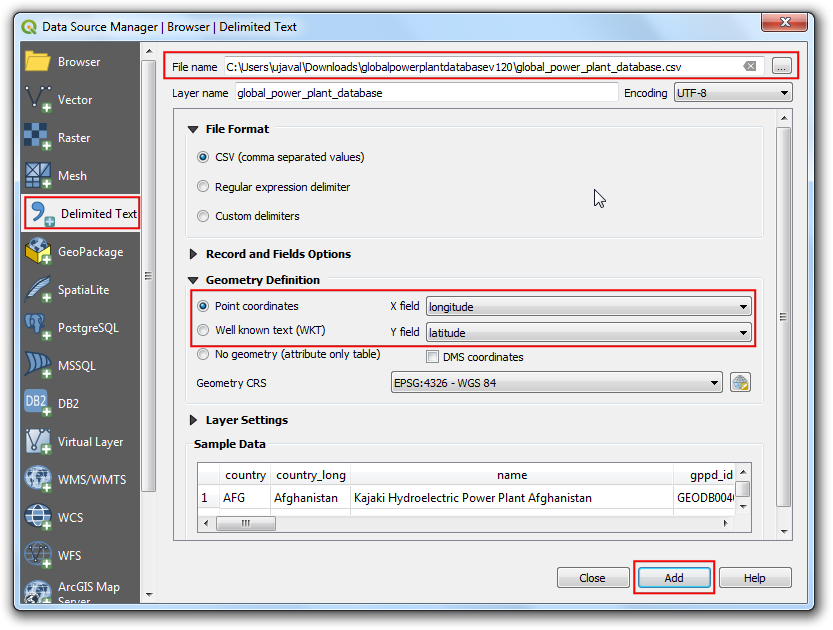 Data Source Manager | Browser | Delimited Text
Browser
Vector
Raster
Mesh
Delimited Text
GeoPackage
SpatiaLite
PostgreSQL
MSSQL
DB2
DB2
Virtual Layer
WMS/WMTS
WCS
WFS
ArcGIS Map
Server
File name C:\Users\ujaval\Downloads\globalpowerplantdatabasev120\global_power_plant_database.csv ...
Layer name global_power_plant_database Encoding UTF-8
File Format
CSV (comma separated values)
Regular expression delimiter
Custom delimiters
Record and Fields Options
Geometry Definition
Point coordinates X field longitude
Well known text (WKT) Y field latitude
No geometry (attribute only table) DMS coordinates
Geometry CRS EPSG:4326 - WGS 84
Layer Settings
Sample Data
country country_long name gppd_id
1 AFG Afghanistan Kajaki Hydroelectric Power Plant Afghanistan GEODB004
Close Add Help